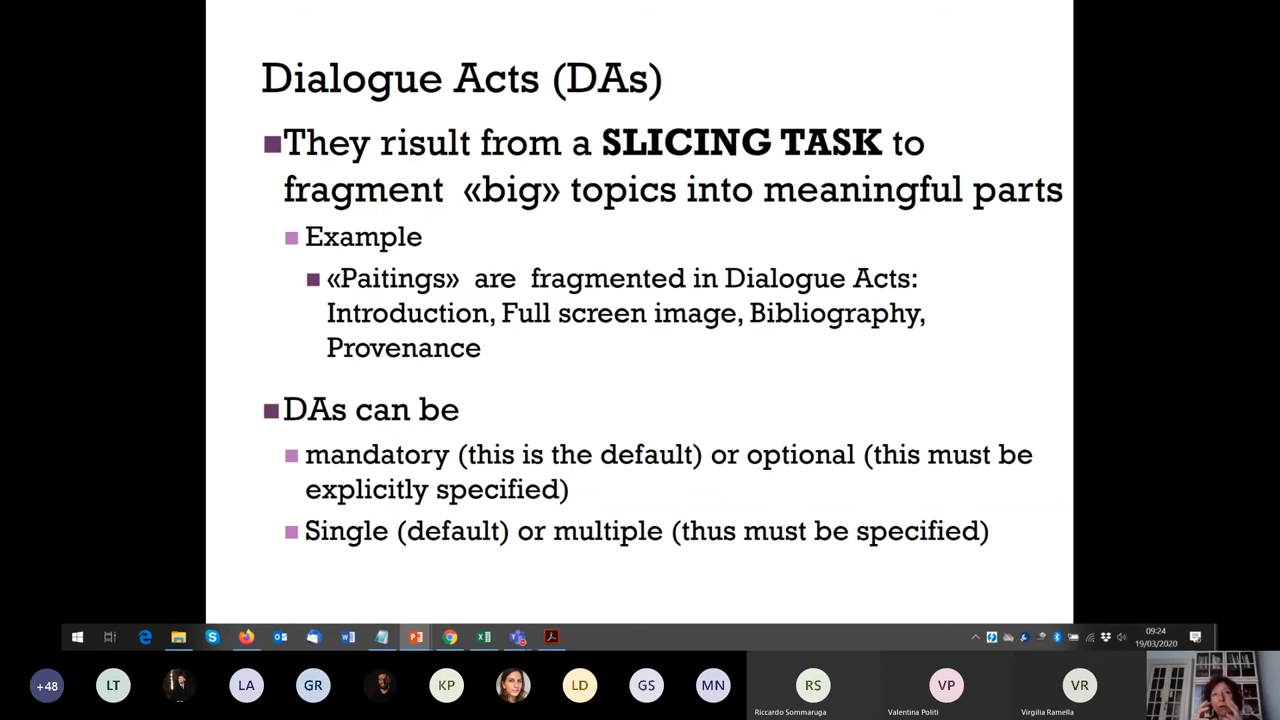 Dialogue Acts (DAs)
They risult from a SLICING TASK to
fragment «big» topics into meaningful parts
Example
«Paitings» are fragmented in Dialogue Acts:
Introduction, Full screen image, Bibliography,
Provenance
DAs can be
mandatory (this is the default) or optional (this must be
explicitly specified)
Single (default) or multiple (thus must be specified)
09:24
19/03/2020
+48 LT LA GR KP LD GS MN RS VP VR
Riccardo Sommaruga Valentina Politi Virgilia Ramella